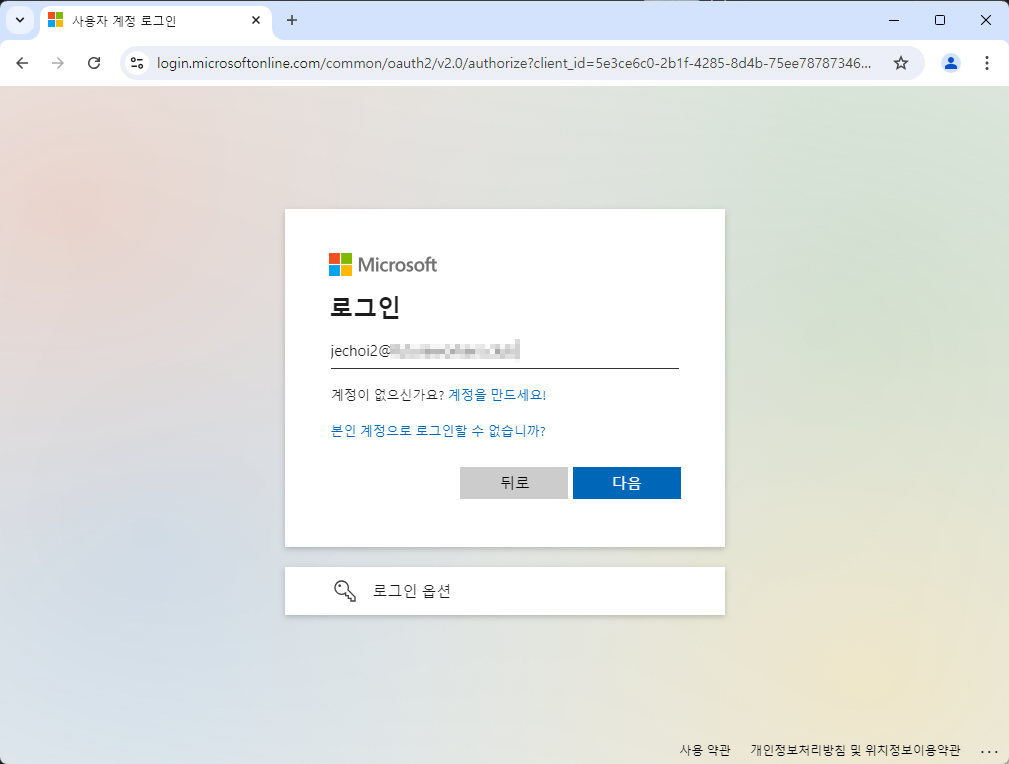 사용자 계정 로그인
login.microsoftonline.com/common/oauth2/v2.0/authorize?client_id=5e3ce6c0-2b1f-4285-8d4b-75ee78787346...
Microsoft
로그인
jechoi2@
계정이 없으신가요? 계정을 만드세요!
본인 계정으로 로그인할 수 없습니까?
뒤로 다음
로그인 옵션
사용 약관 개인정보처리방침 및 위치정보이용약관 ...